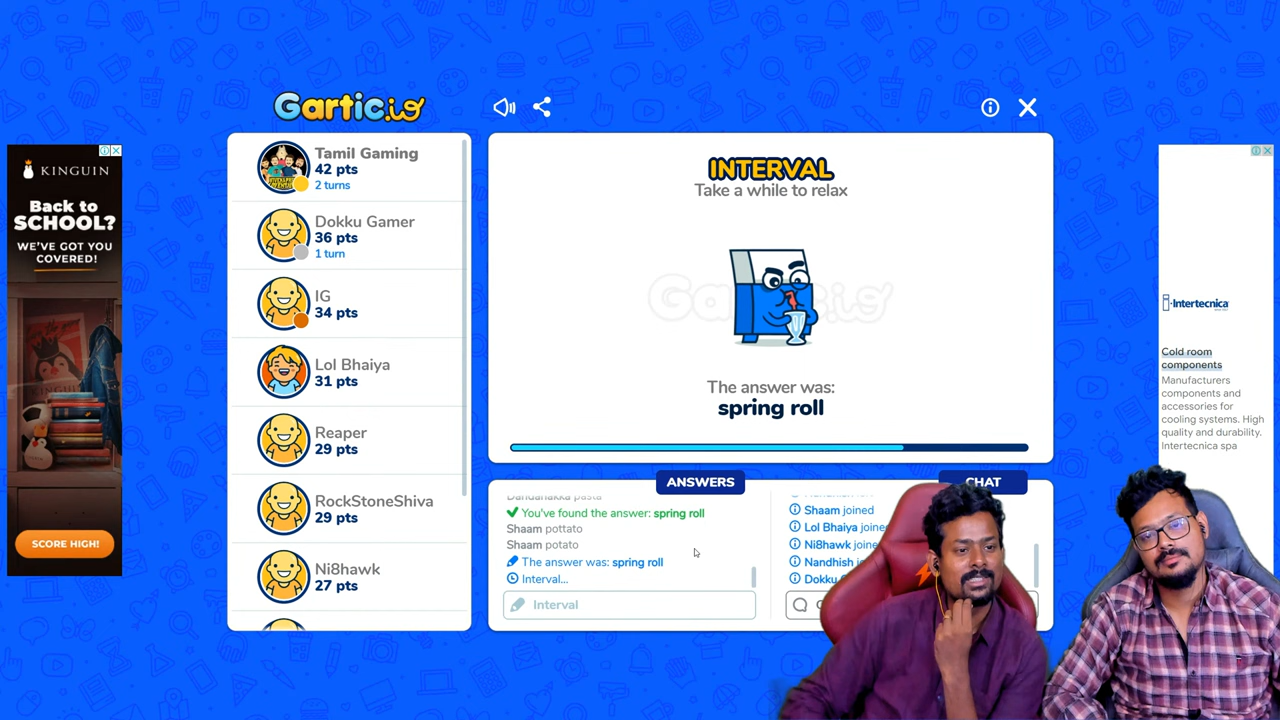 Gartic.io
KINGUIN
Back to
SCHOOL?
WE'VE GOT YOU
COVERED!
SCORE HIGH!
Tamil Gaming
42 pts
2 turns
Dokku Gamer
36 pts
1 turn
IG
34 pts
Lol Bhaiya
31 pts
Reaper
29 pts
RockStoneShiva
29 pts
Ni8hawk
27 pts
INTERVAL
Take a while to relax
The answer was:
spring roll
ANSWERS
Dandanakka pasta
You've found the answer: spring roll
Shaam pottato
Shaam potato
The answer was: spring roll
Interval...
Interval
CHAT
Shaam joined
Lol Bhaiya joine
Ni8hawk joine
Nandhish jo
Dokku
Intertecnica
Cold room
components
Manufacturers
components and
accessories for
cooling systems. High
quality and durability.
Intertecnica spa